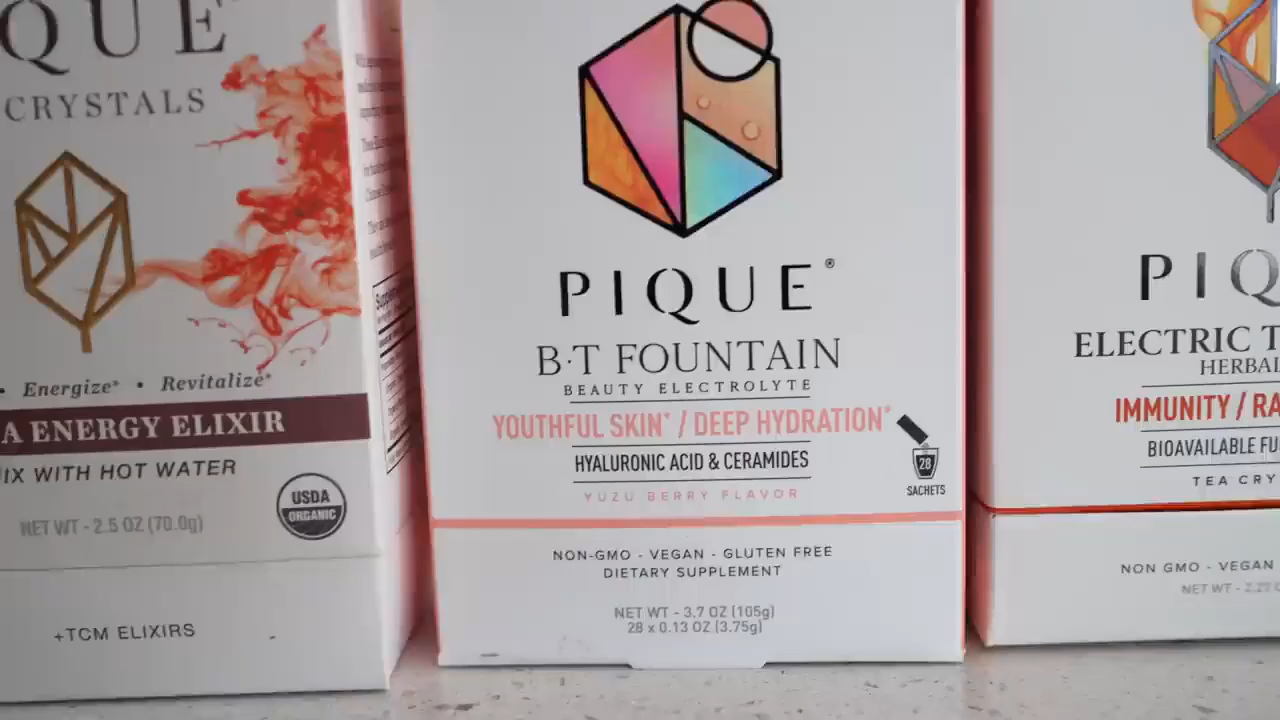 QUE
CRYSTALS
• Energize* • Revitalize*
A ENERGY ELIXIR
IX WITH HOT WATER
USDA
ORGANIC
NET WT - 2.5 OZ (70.0g)
+TCM ELIXIRS
PIQUE®
B·T FOUNTAIN
BEAUTY ELECTROLYTE
YOUTHFUL SKIN* / DEEP HYDRATION*
HYALURONIC ACID & CERAMIDES
YUZU BERRY FLAVOR
28
SACHETS
NON-GMO - VEGAN - GLUTEN FREE
DIETARY SUPPLEMENT
NET WT - 3.7 OZ (105g)
28 x 0.13 OZ (3.75g)
PIQ
ELECTRIC T
HERBAL
IMMUNITY / RA
BIOAVAILABLE FU
TEA CRY
NON GMO - VEGAN
NET WT -